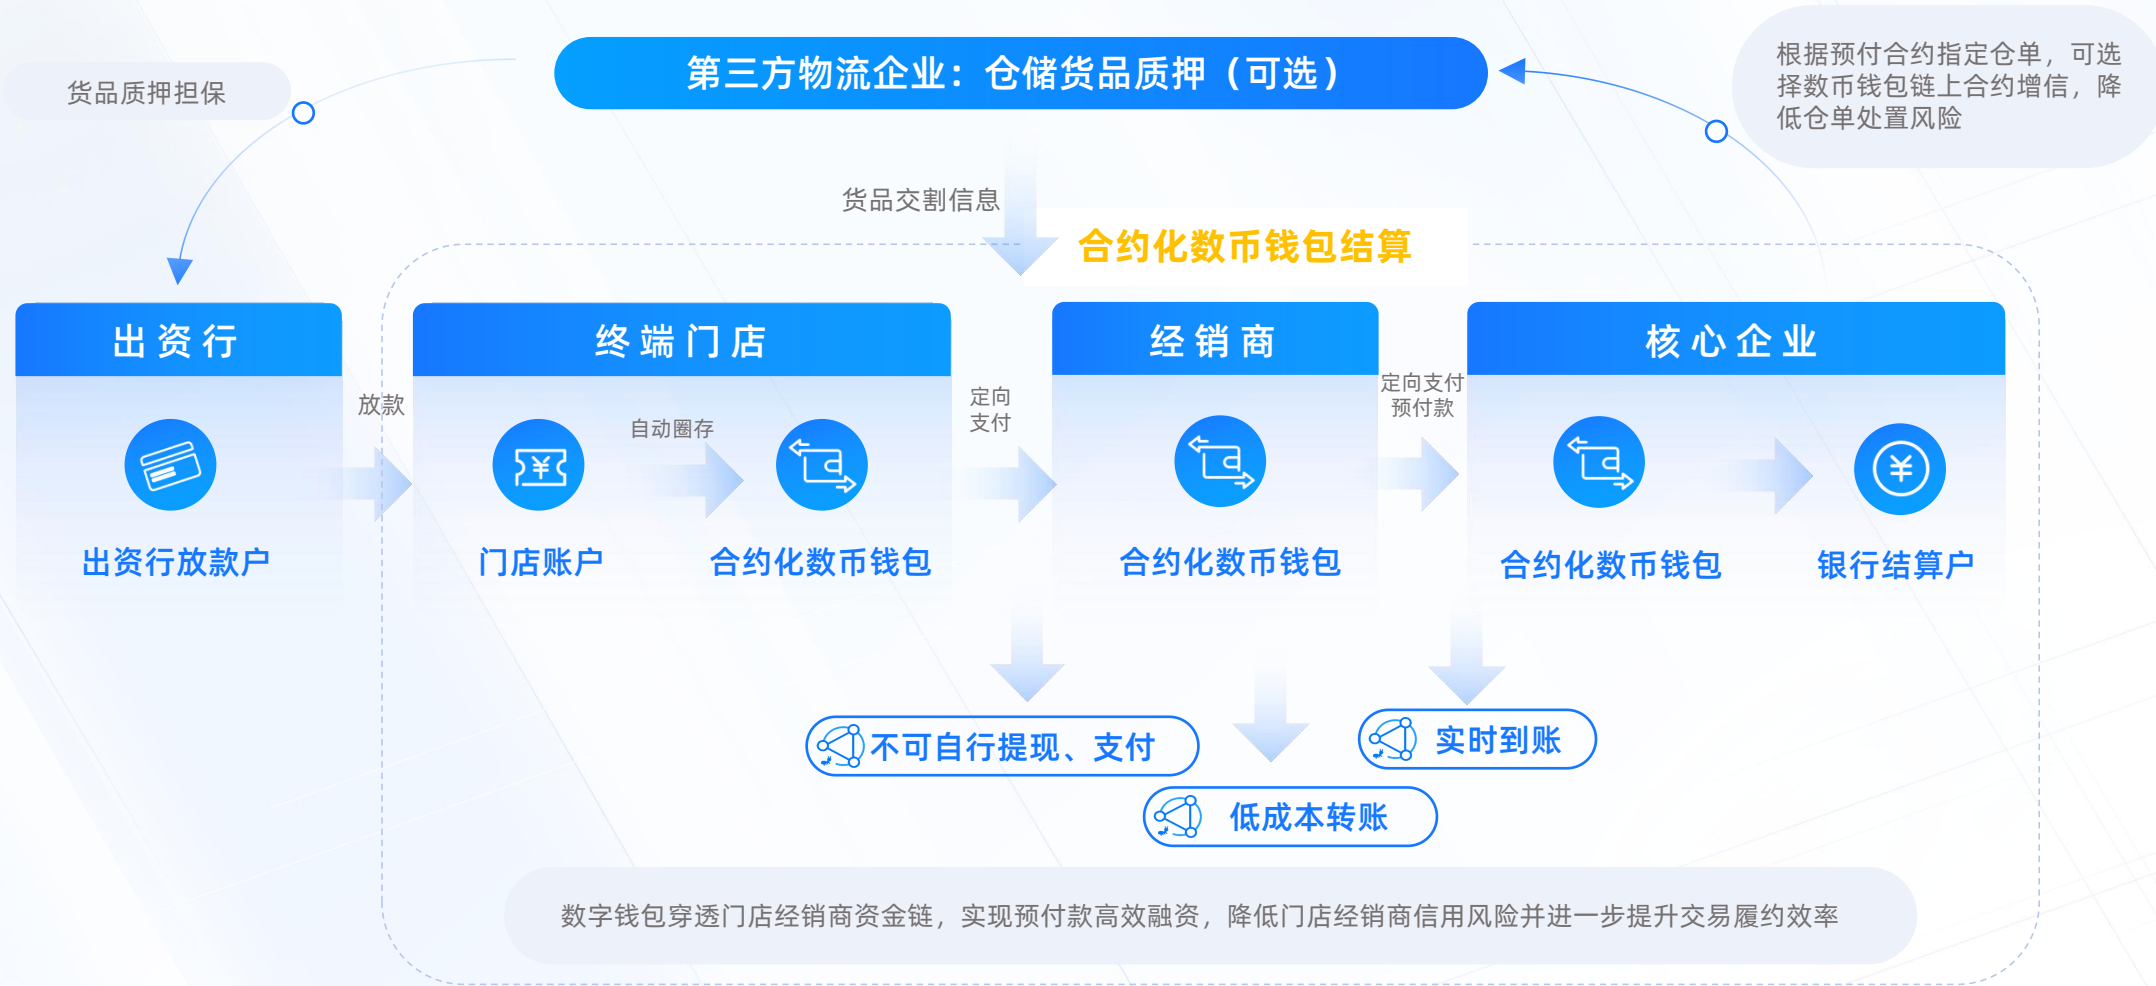 第三方物流企业：仓储货品质押（可选）
货品质押担保
根据预付合约指定仓单，可选
择数币钱包链上合约增信，降
低仓单处置风险
货品交割信息
合约化数币钱包结算
出资行
终端门店
经销商
核心企业
放款
自动圈存
定向
支付
定向支付
预付款
出资行放款户
门店账户
合约化数币钱包
合约化数币钱包
合约化数币钱包
银行结算户
不可自行提现、支付
实时到账
低成本转账
数字钱包穿透门店经销商资金链，实现预付款高效融资，降低门店经销商信用风险并进一步提升交易履约效率